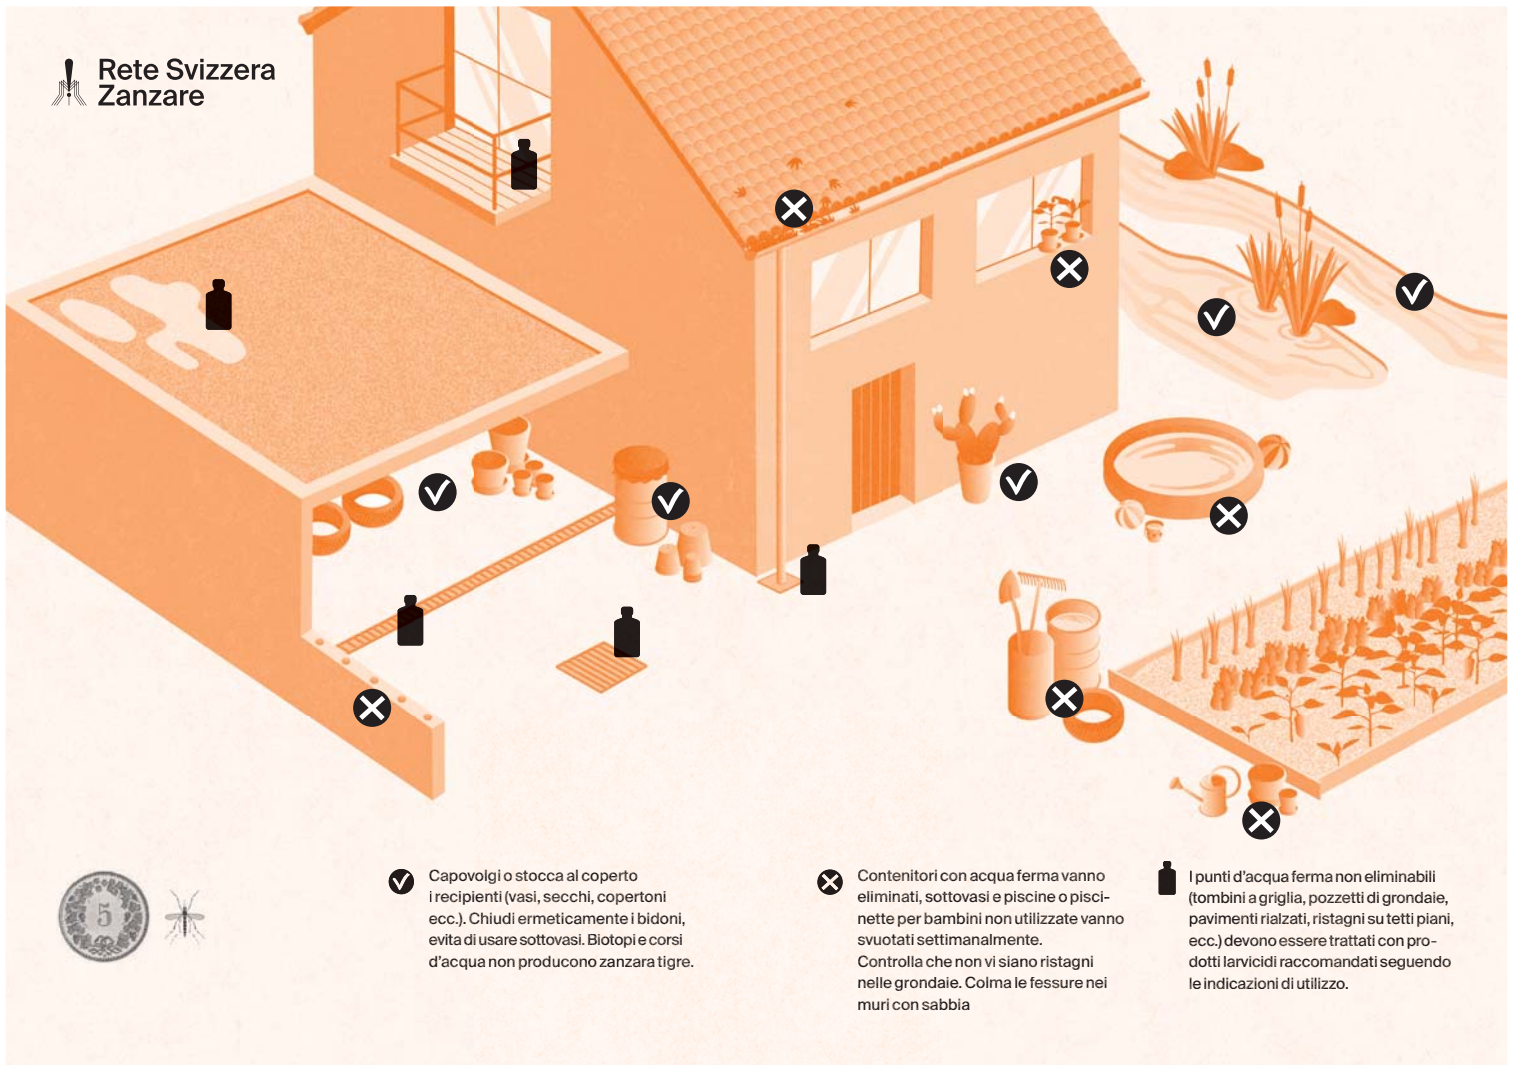 Rete Svizzera
Zanzare
5
Capovolgi o stocca al coperto
i recipienti (vasi, secchi, copertoni
ecc.). Chiudi ermeticamente i bidoni,
evita di usare sottovasi. Biotopi e corsi
d'acqua non producono zanzara tigre.
Contenitori con acqua ferma vanno
eliminati, sottovasi e piscine o pisci-
nette per bambini non utilizzate vanno
svuotati settimanalmente.
Controlla che non vi siano ristagni
nelle grondaie. Colma le fessure nei
muri con sabbia
I punti d'acqua ferma non eliminabili
(tombini a griglia, pozzetti di grondaie,
pavimenti rialzati, ristagni su tetti piani,
ecc.) devono essere trattati con pro-
dotti larvicidi raccomandati seguendo
le indicazioni di utilizzo.